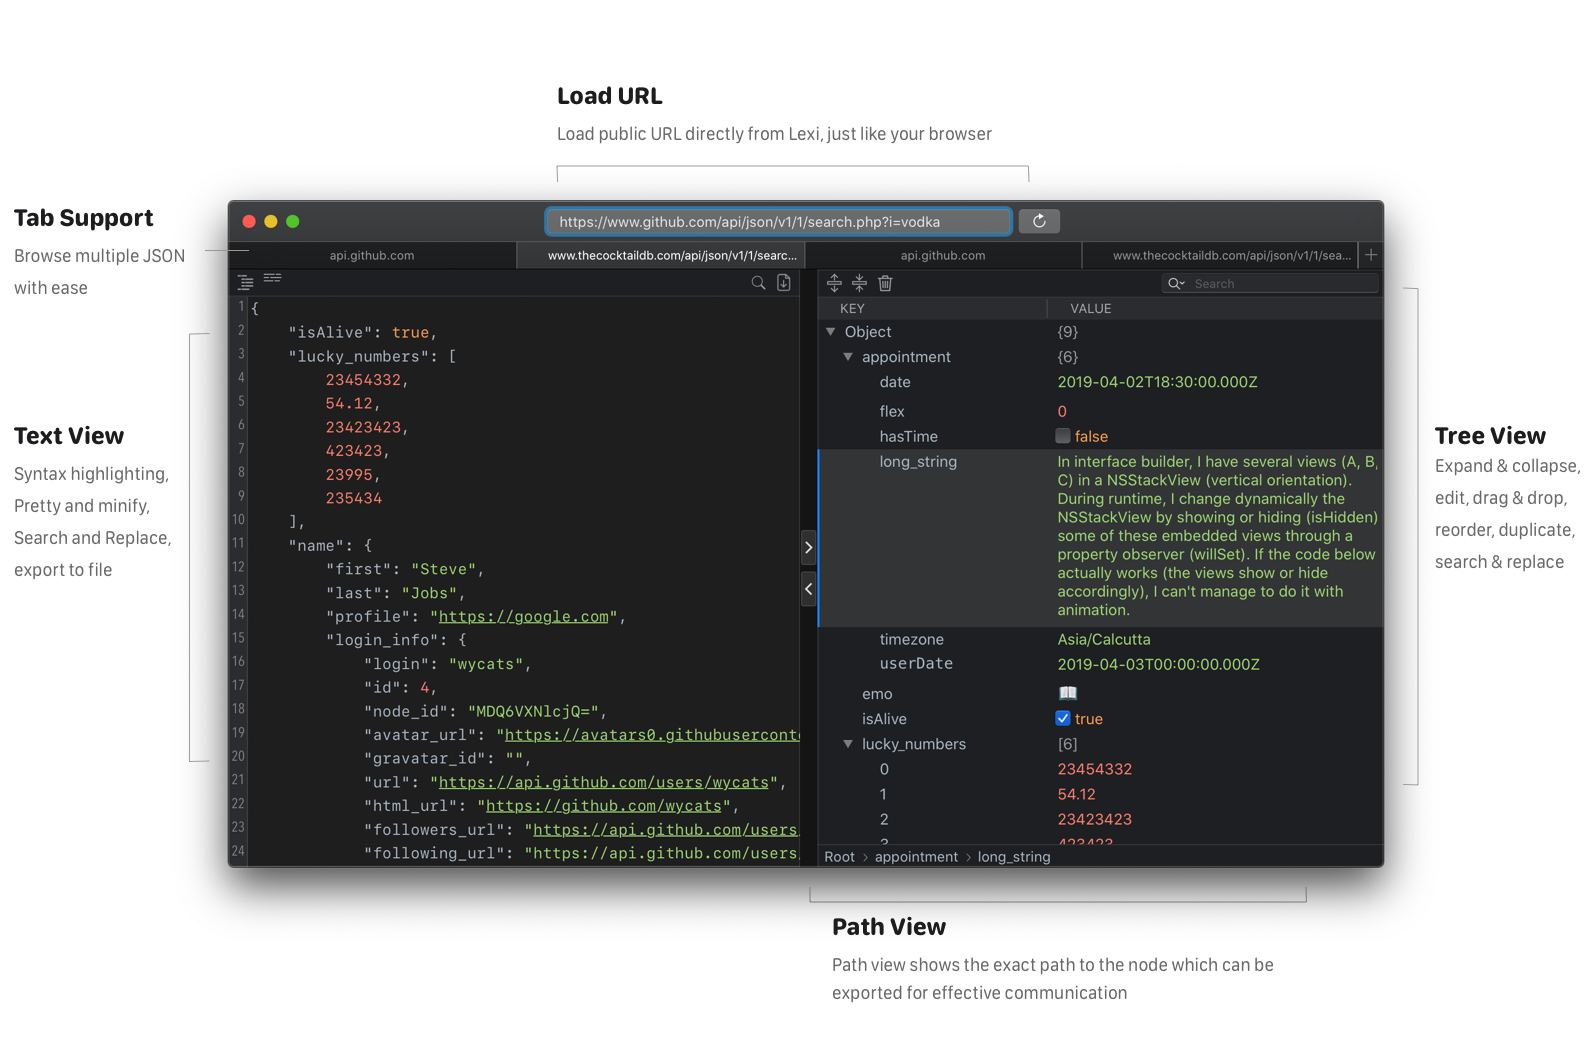 Load URL
Load public URL directly from Lexi, just like your browser
Tab Support
Browse multiple JSON
with ease
Text View
Syntax highlighting,
Pretty and minify,
Search and Replace,
export to file
https://www.github.com/api/json/v1/1/search.php?i=vodka
api.github.com
www.thecocktaildb.com/api/json/v1/1/searc...
api.github.com
www.thecocktaildb.com/api/json/v1/1/sea...
1 {
2 "isAlive": true,
3 "lucky_numbers": [
4 23454332,
5 54.12,
6 23423423,
7 423423,
8 23995,
9 235434
10 ],
11 "name": {
12 "first": "Steve",
13 "last": "Jobs",
14 "profile": "https://google.com",
15 "login_info": {
16 "login": "wycats",
17 "id": 4,
18 "node_id": "MDQ6VXNlcjQ=",
19 "avatar_url": "https://avatars0.githubuserconte
20 "gravatar_id": "",
21 "url": "https://api.github.com/users/wycats",
22 "html_url": "https://github.com/wycats",
23 "followers_url": "https://api.github.com/users
24 "following_url": "https://api.github.com/users
Search
KEY VALUE
Object {9}
appointment {6}
date 2019-04-02T18:30:00.000Z
flex 0
hasTime false
long_string In interface builder, I have several views (A, B,
C) in a NSStackView (vertical orientation).
During runtime, I change dynamically the
NSStackView by showing or hiding (isHidden)
some of these embedded views through a
property observer (willSet). If the code below
actually works (the views show or hide
accordingly), I can't manage to do it with
animation.
timezone Asia/Calcutta
userDate 2019-04-03T00:00:00.000Z
emo 📖
isAlive true
lucky_numbers [6]
0 23454332
1 54.12
2 23423423
3 423423
Root › appointment › long_string
Tree View
Expand & collapse,
edit, drag & drop,
reorder, duplicate,
search & replace
Path View
Path view shows the exact path to the node which can be
exported for effective communication